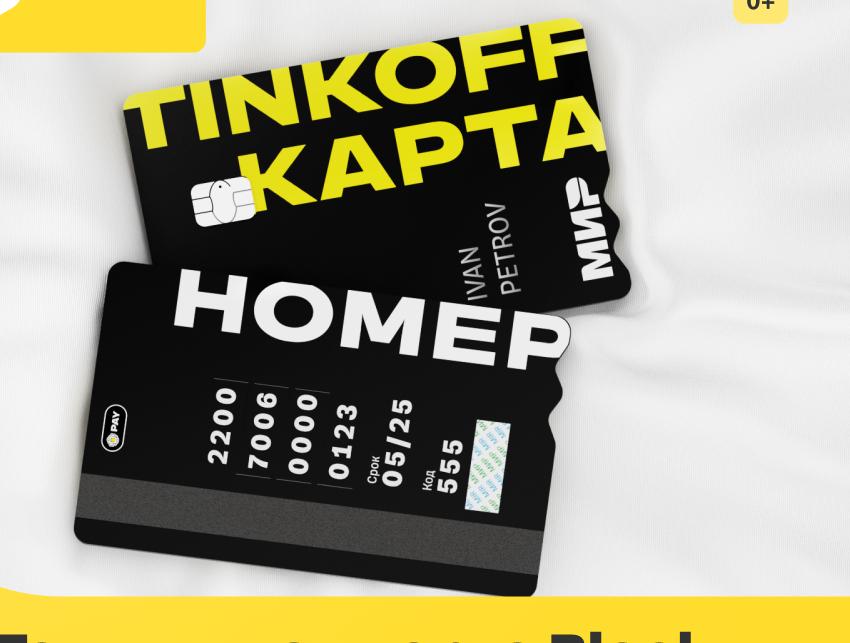 0+
TINKOFF
КАРТА
IVAN
PETROV
МИР
НОМЕР
PAY
2200
7006
0000
0123
Срок
05/25
Код
555